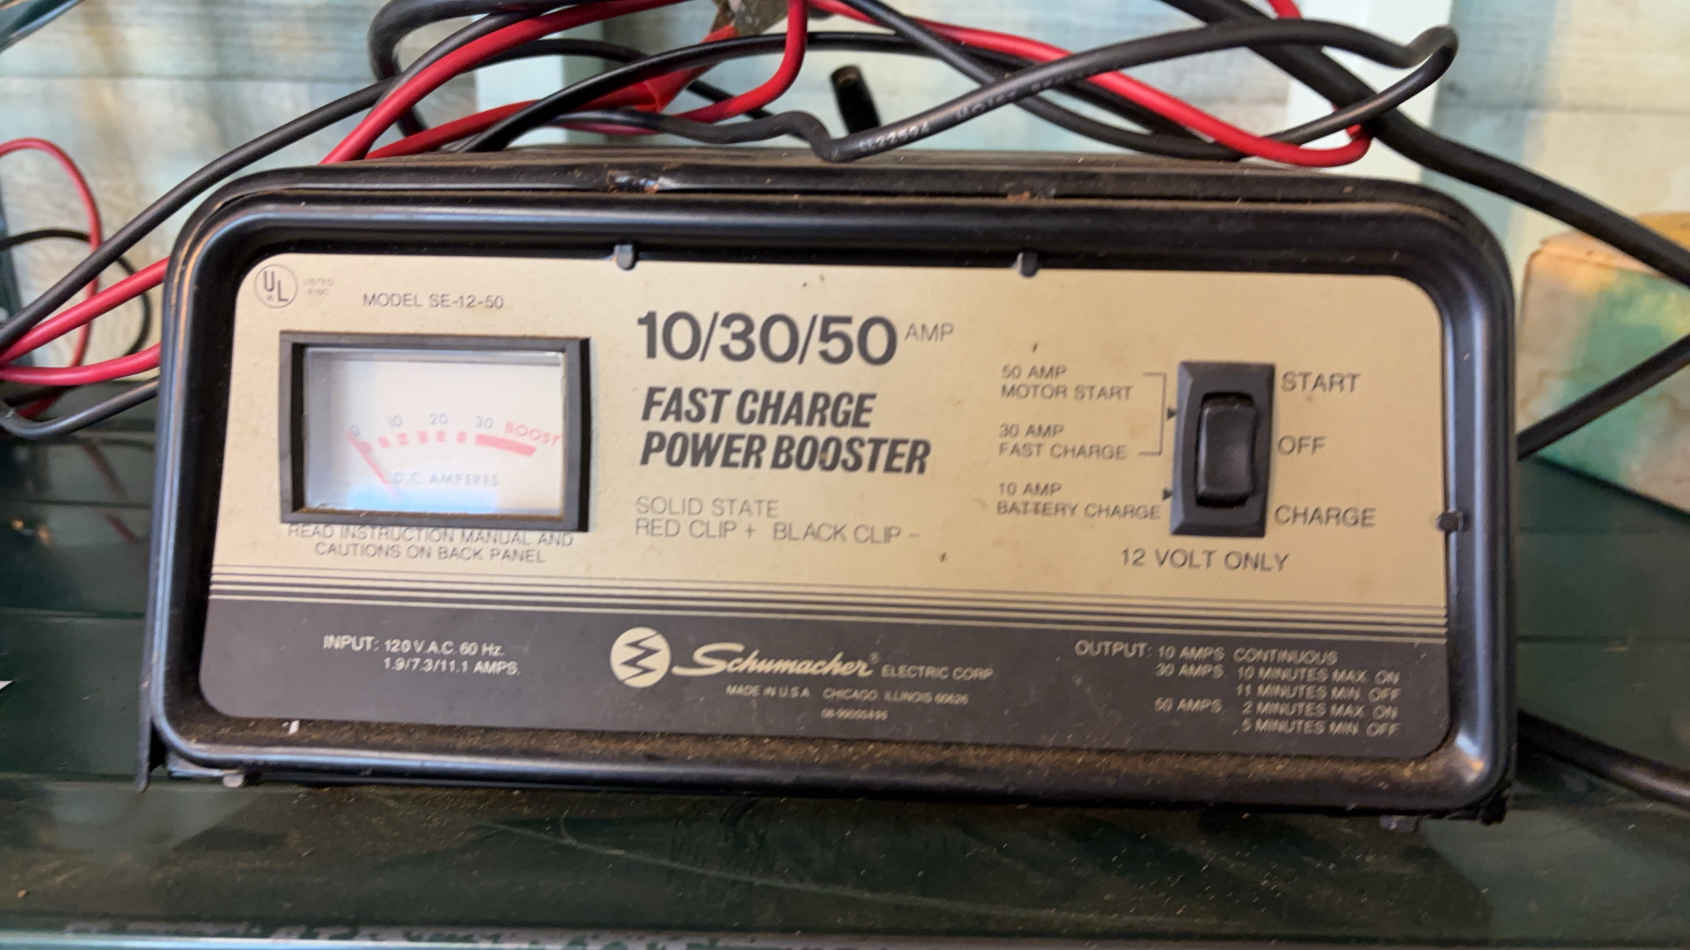 UL
MODEL SE-12-50
0 10 20 30 BOOST
D.C. AMPERES
READ INSTRUCTION MANUAL AND
CAUTIONS ON BACK PANEL
10/30/50 AMP
FAST CHARGE
POWER BOOSTER
SOLID STATE
RED CLIP + BLACK CLIP -
50 AMP
MOTOR START
30 AMP
FAST CHARGE
10 AMP
BATTERY CHARGE
START
OFF
CHARGE
12 VOLT ONLY
INPUT: 120 V.A.C. 60 Hz.
1.9/7.3/11.1 AMPS.
Schumacher® ELECTRIC CORP
MADE IN U.S.A CHICAGO, ILLINOIS
OUTPUT: 10 AMPS CONTINUOUS
30 AMPS 10 MINUTES MAX. ON
11 MINUTES MIN. OFF
50 AMPS 2 MINUTES MAX. ON
5 MINUTES MIN. OFF